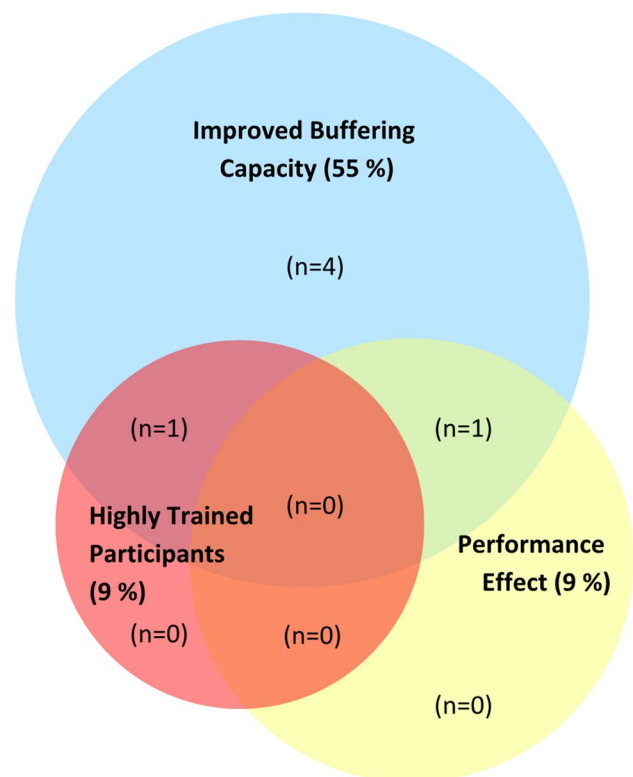 Improved Buffering
Capacity (55 %)
(n=4)
(n=1)
(n=1)
(n=0)
Highly Trained
Participants
(9 %)
Performance
Effect (9 %)
(n=0)
(n=0)
(n=0)